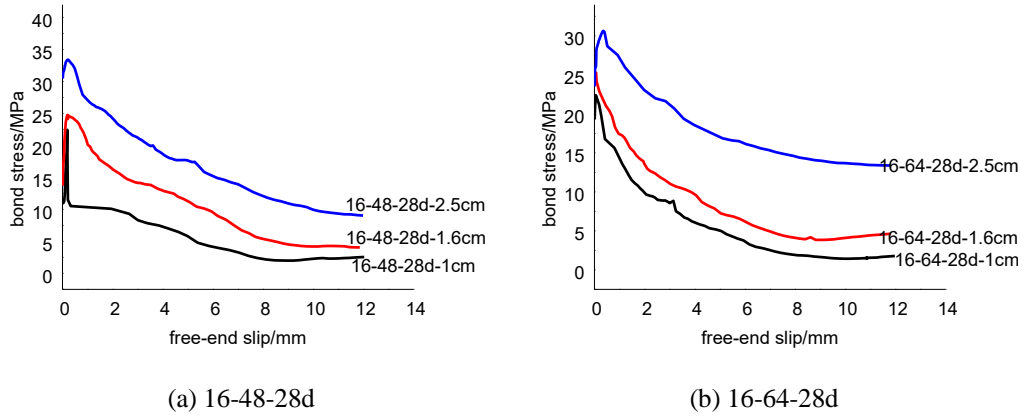 40
35
30
25
20
15
10
5
0
bond stress/MPa
0 2 4 6 8 10 12 14
free-end slip/mm
16-48-28d-2.5cm
16-48-28d-1.6cm
16-48-28d-1cm
(a) 16-48-28d
30
25
20
15
10
5
0
bond stress/MPa
0 2 4 6 8 10 12 14
free-end slip/mm
16-64-28d-2.5cm
16-64-28d-1.6cm
16-64-28d-1cm
(b) 16-64-28d